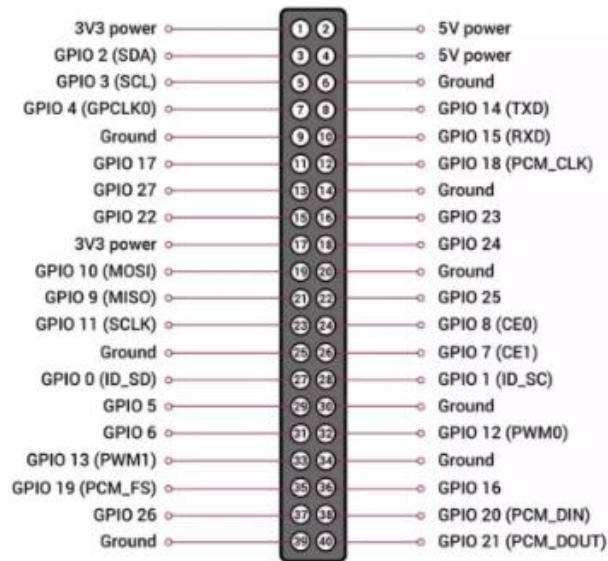 3V3 power 1 2 5V power
GPIO 2 (SDA) 3 4 5V power
GPIO 3 (SCL) 5 6 Ground
GPIO 4 (GPCLK0) 7 8 GPIO 14 (TXD)
Ground 9 10 GPIO 15 (RXD)
GPIO 17 11 12 GPIO 18 (PCM_CLK)
GPIO 27 13 14 Ground
GPIO 22 15 16 GPIO 23
3V3 power 17 18 GPIO 24
GPIO 10 (MOSI) 19 20 Ground
GPIO 9 (MISO) 21 22 GPIO 25
GPIO 11 (SCLK) 23 24 GPIO 8 (CE0)
Ground 25 26 GPIO 7 (CE1)
GPIO 0 (ID_SD) 27 28 GPIO 1 (ID_SC)
GPIO 5 29 30 Ground
GPIO 6 31 32 GPIO 12 (PWM0)
GPIO 13 (PWM1) 33 34 Ground
GPIO 19 (PCM_FS) 35 36 GPIO 16
GPIO 26 37 38 GPIO 20 (PCM_DIN)
Ground 39 40 GPIO 21 (PCM_DOUT)